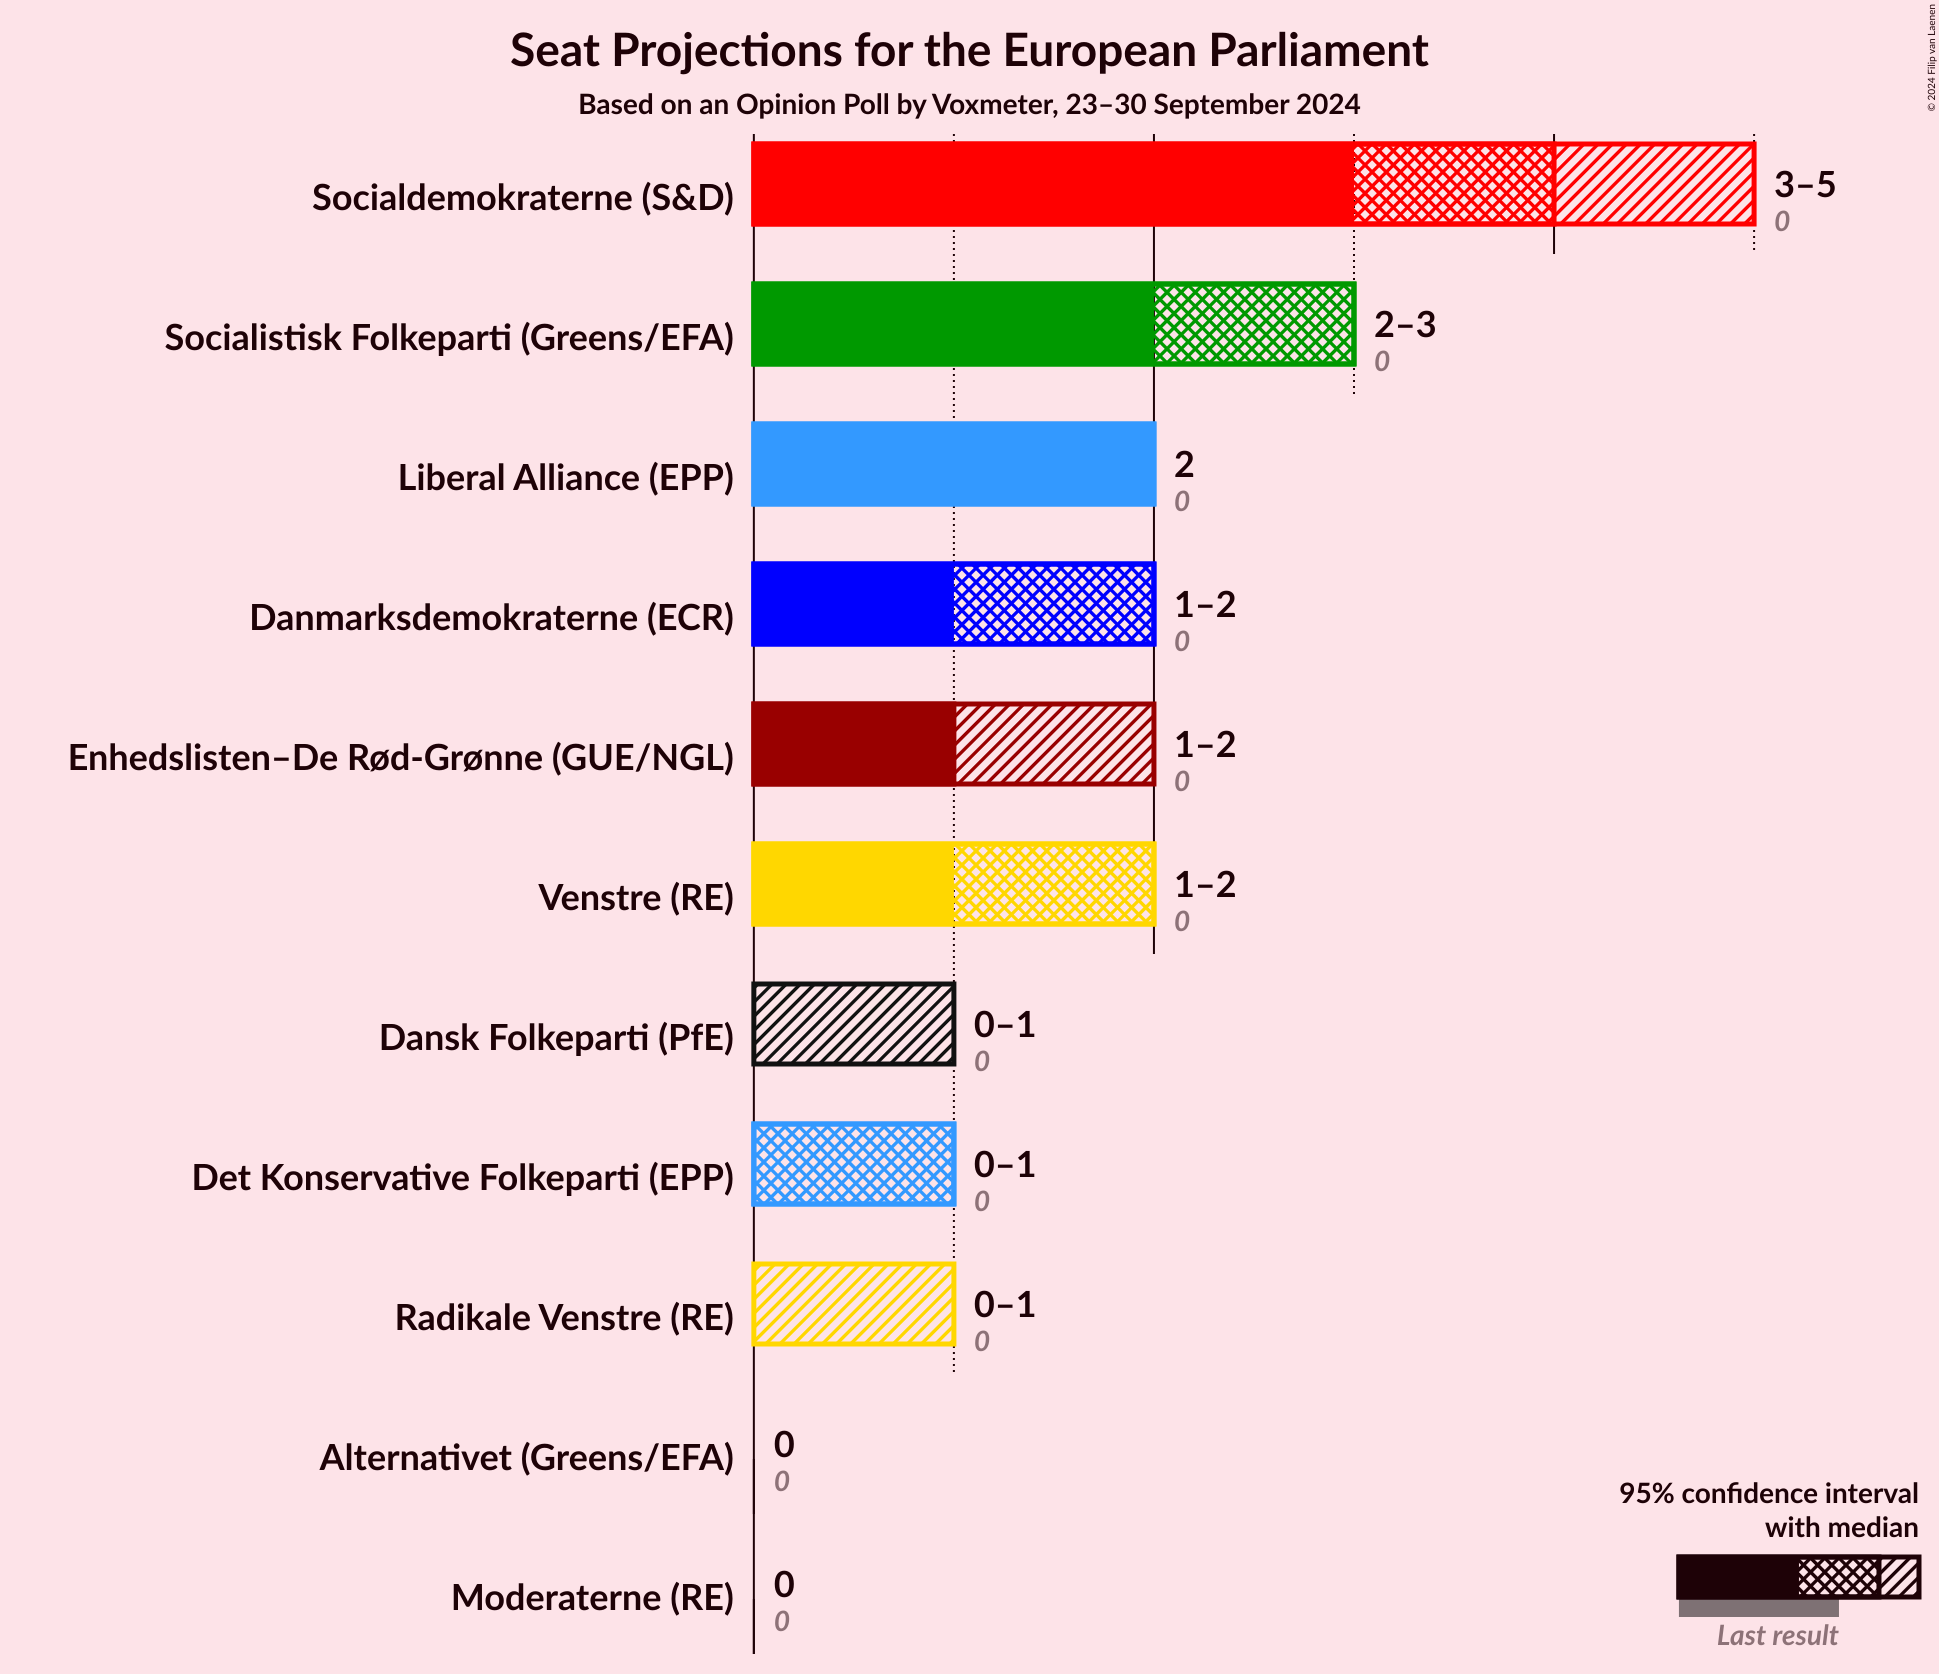 Seat Projections for the European Parliament
Based on an Opinion Poll by Voxmeter, 23–30 September 2024
© 2024 Filip van Laenen
Socialdemokraterne (S&D)
3–5
0
Socialistisk Folkeparti (Greens/EFA)
2–3
0
Liberal Alliance (EPP)
2
0
Danmarksdemokraterne (ECR)
1–2
0
Enhedslisten–De Rød-Grønne (GUE/NGL)
1–2
0
Venstre (RE)
1–2
0
Dansk Folkeparti (PfE)
0–1
0
Det Konservative Folkeparti (EPP)
0–1
0
Radikale Venstre (RE)
0–1
0
Alternativet (Greens/EFA)
0
0
Moderaterne (RE)
0
0
95% confidence interval
with median
Last result